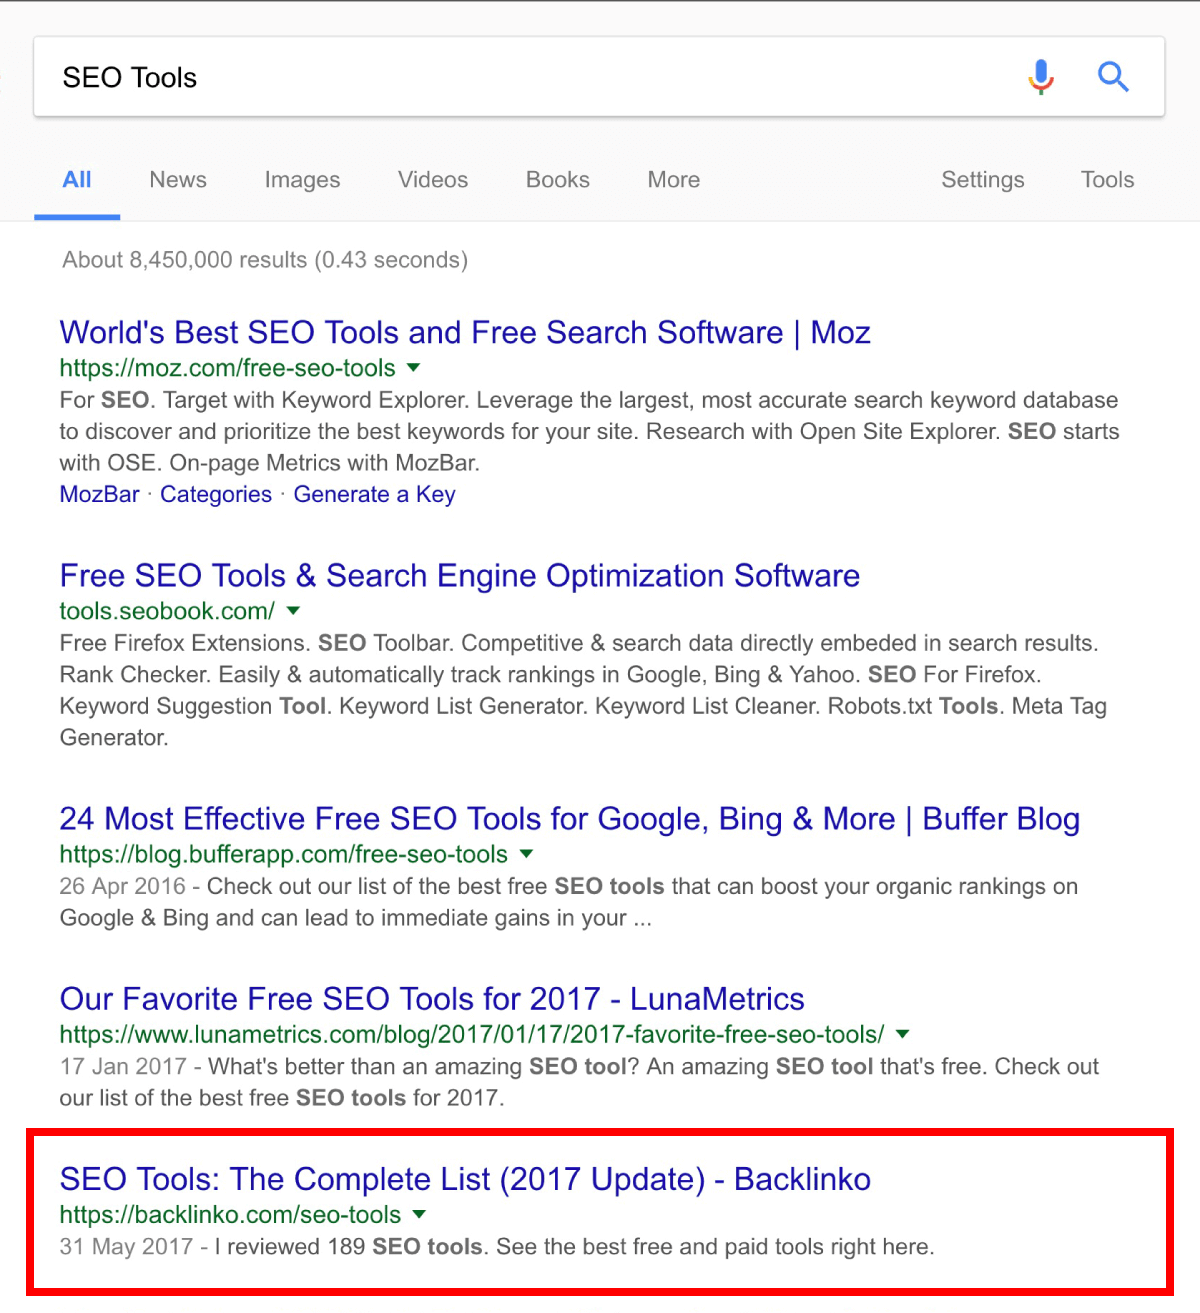 SEO Tools
All News Images Videos Books More Settings Tools
About 8,450,000 results (0.43 seconds)
World's Best SEO Tools and Free Search Software | Moz
https://moz.com/free-seo-tools
For SEO. Target with Keyword Explorer. Leverage the largest, most accurate search keyword database
to discover and prioritize the best keywords for your site. Research with Open Site Explorer. SEO starts
with OSE. On-page Metrics with MozBar.
MozBar · Categories · Generate a Key
Free SEO Tools & Search Engine Optimization Software
tools.seobook.com/
Free Firefox Extensions. SEO Toolbar. Competitive & search data directly embeded in search results.
Rank Checker. Easily & automatically track rankings in Google, Bing & Yahoo. SEO For Firefox.
Keyword Suggestion Tool. Keyword List Generator. Keyword List Cleaner. Robots.txt Tools. Meta Tag
Generator.
24 Most Effective Free SEO Tools for Google, Bing & More | Buffer Blog
https://blog.bufferapp.com/free-seo-tools
26 Apr 2016 - Check out our list of the best free SEO tools that can boost your organic rankings on
Google & Bing and can lead to immediate gains in your ...
Our Favorite Free SEO Tools for 2017 - LunaMetrics
https://www.lunametrics.com/blog/2017/01/17/2017-favorite-free-seo-tools/
17 Jan 2017 - What's better than an amazing SEO tool? An amazing SEO tool that's free. Check out
our list of the best free SEO tools for 2017.
SEO Tools: The Complete List (2017 Update) - Backlinko
https://backlinko.com/seo-tools
31 May 2017 - I reviewed 189 SEO tools. See the best free and paid tools right here.